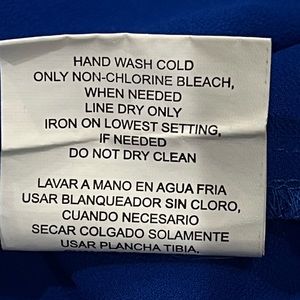 HAND WASH COLD
ONLY NON-CHLORINE BLEACH,
WHEN NEEDED
LINE DRY ONLY
IRON ON LOWEST SETTING,
IF NEEDED
DO NOT DRY CLEAN
LAVAR A MANO EN AGUA FRIA
USAR BLANQUEADOR SIN CLORO,
CUANDO NECESARIO
SECAR COLGADO SOLAMENTE
USAR PLANCHA TIBIA,